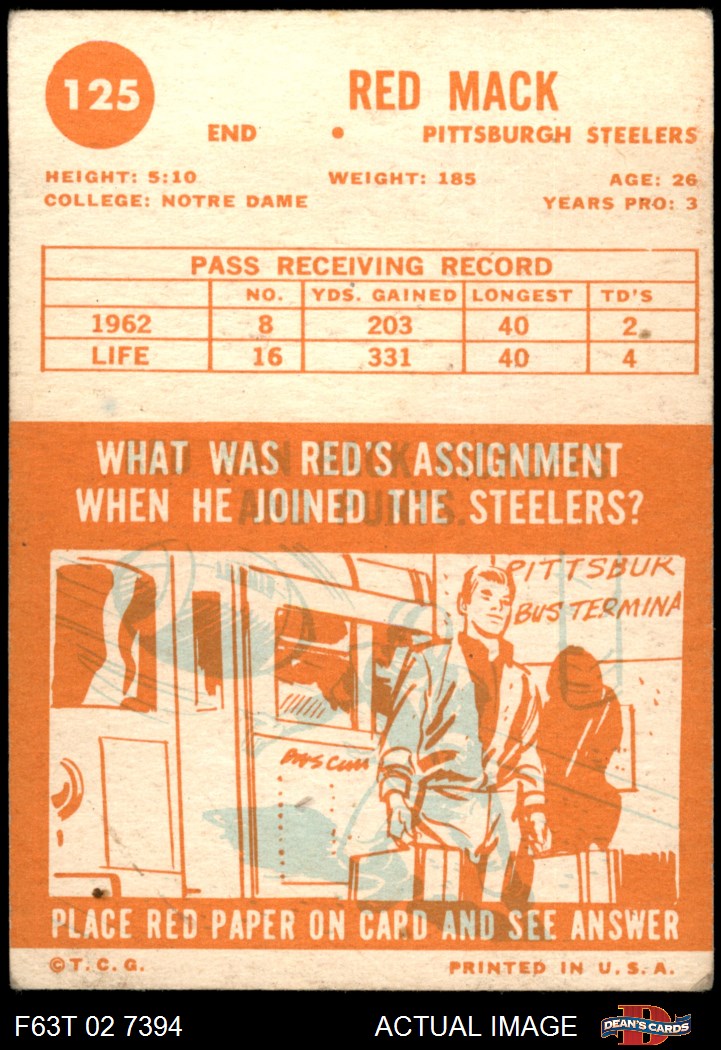 125
RED MACK
END • PITTSBURGH STEELERS
HEIGHT: 5:10 WEIGHT: 185 AGE: 26
COLLEGE: NOTRE DAME YEARS PRO: 3
PASS RECEIVING RECORD
NO. YDS. GAINED LONGEST TD'S
1962 8 203 40 2
LIFE 16 331 40 4
WHAT WAS RED'S ASSIGNMENT
WHEN HE JOINED THE STEELERS?
PITTSBUR
BUS TERMINA
PLACE RED PAPER ON CARD AND SEE ANSWER
© T. C. G. PRINTED IN U. S. A.
F63T 02 7394 ACTUAL IMAGE D DEAN'S CARDS